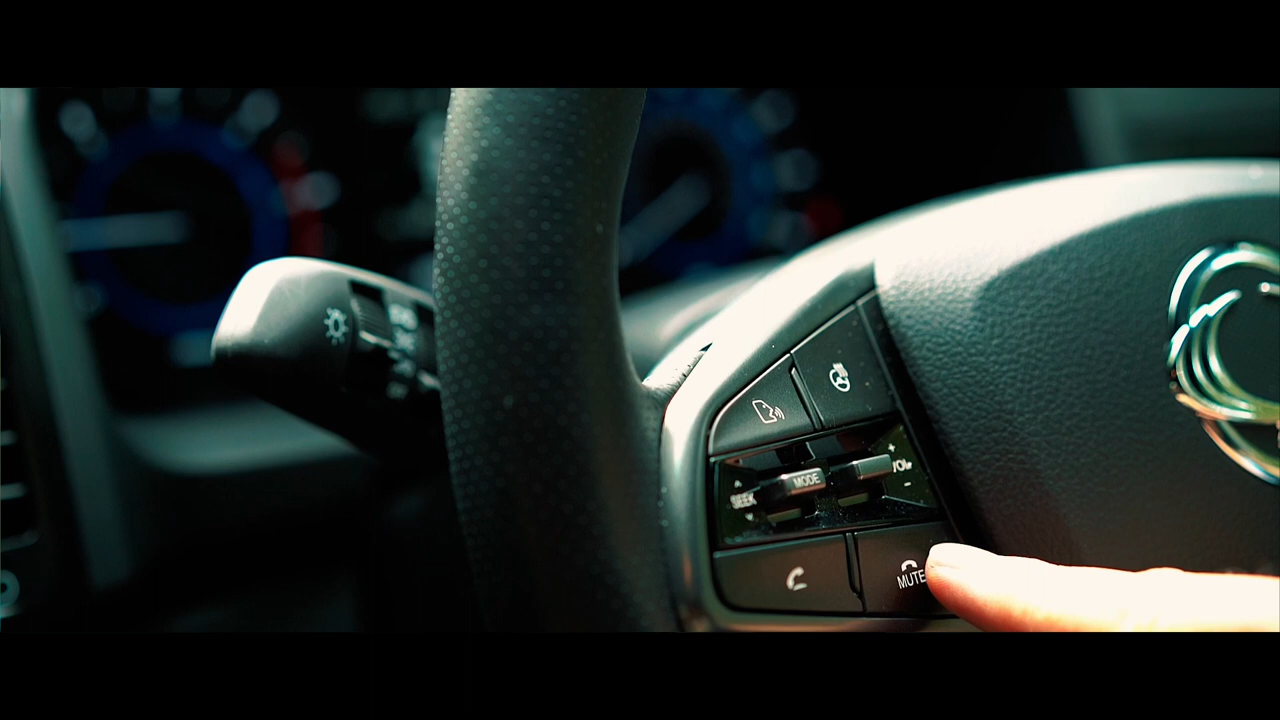 MODE
SEEK
+
VOL
-
MUTE